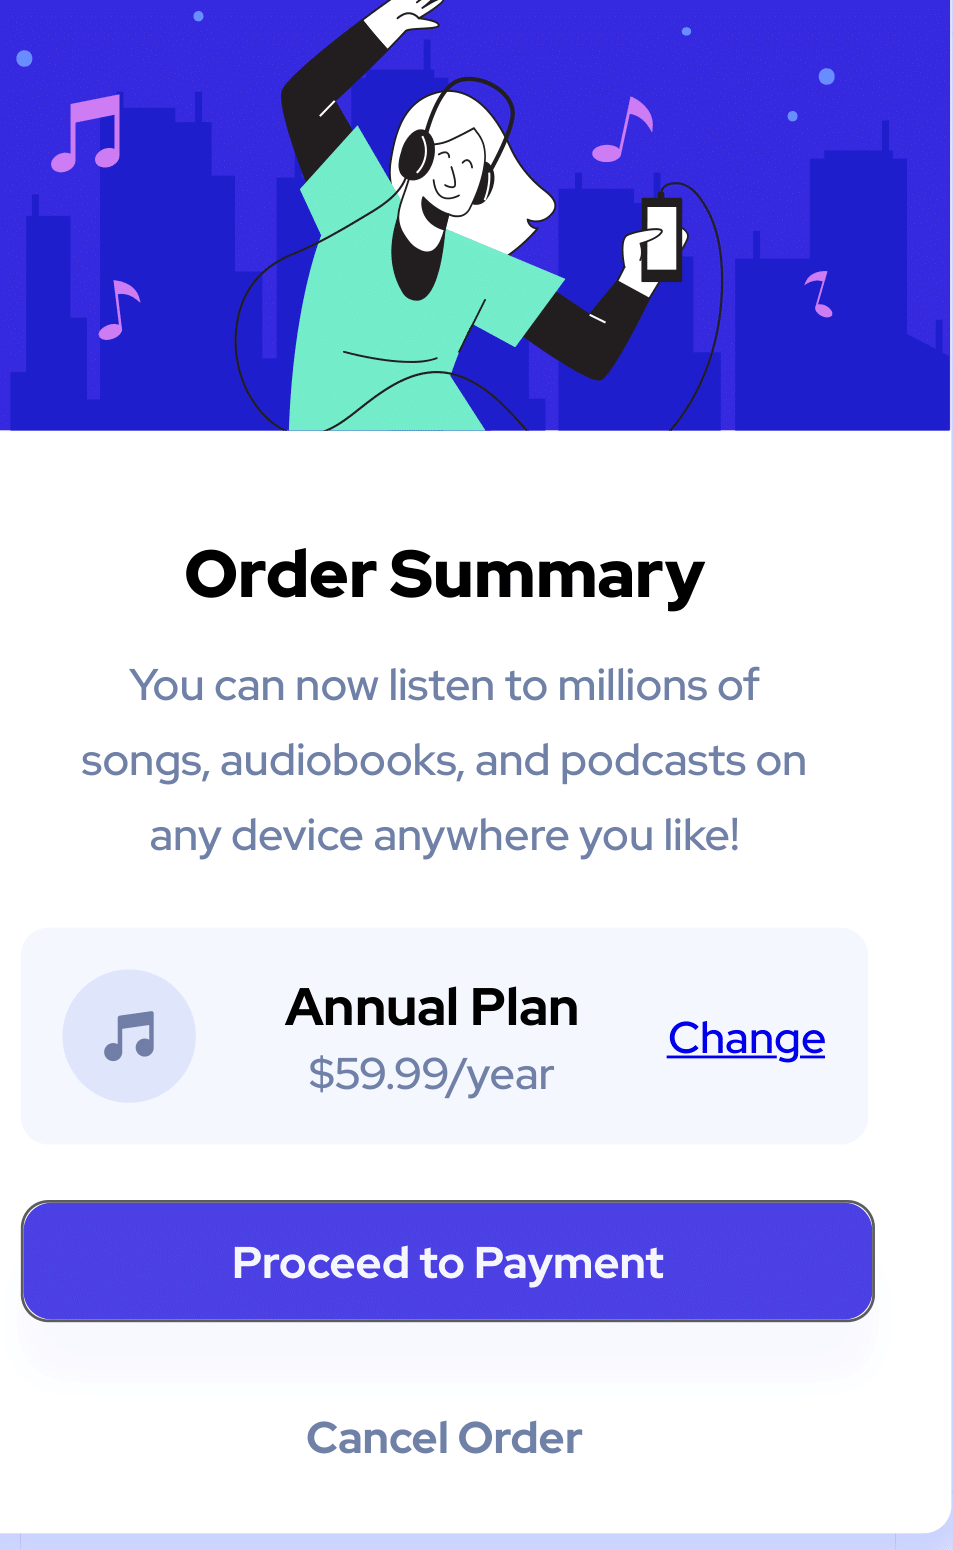 Order Summary
You can now listen to millions of
songs, audiobooks, and podcasts on
any device anywhere you like!
Annual Plan
$59.99/year
Change
Proceed to Payment
Cancel Order